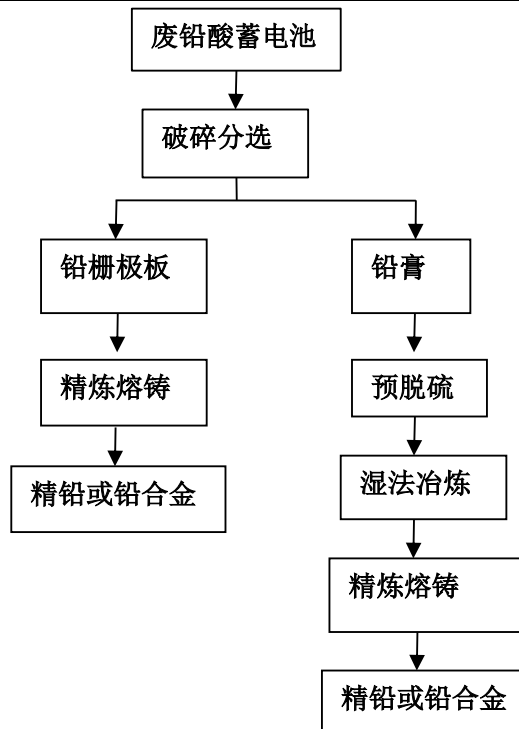 废铅酸蓄电池
破碎分选
铅栅极板
铅膏
精炼熔铸
预脱硫
精铅或铅合金
湿法冶炼
精炼熔铸
精铅或铅合金